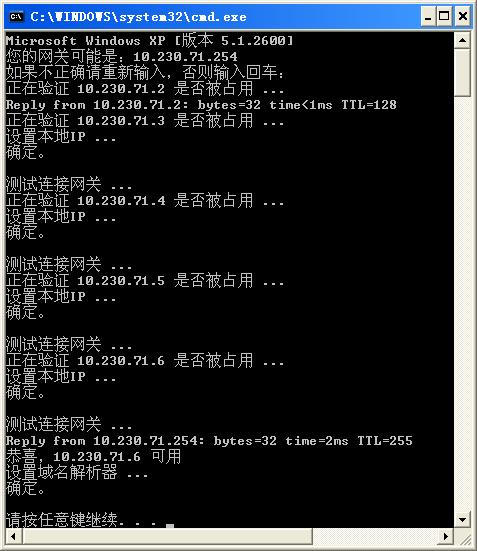 C:\WINDOWS\system32\cmd.exe
Microsoft Windows XP [版本 5.1.2600]
您的网关可能是：10.230.71.254
如果不正确请重新输入，否则输入回车：
正在验证 10.230.71.2 是否被占用 ...
Reply from 10.230.71.2: bytes=32 time<1ms TTL=128
正在验证 10.230.71.3 是否被占用 ...
设置本地IP ...
确定。
测试连接网关 ...
正在验证 10.230.71.4 是否被占用 ...
设置本地IP ...
确定。
测试连接网关 ...
正在验证 10.230.71.5 是否被占用 ...
设置本地IP ...
确定。
测试连接网关 ...
正在验证 10.230.71.6 是否被占用 ...
设置本地IP ...
确定。
测试连接网关 ...
Reply from 10.230.71.254: bytes=32 time=2ms TTL=255
恭喜，10.230.71.6 可用
设置域名解析器 ...
确定。
请按任意键继续. . .